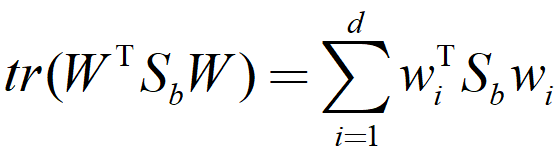 tr(W^T S_b W) = \sum_{i=1}^{d} w_i^T S_b w_i